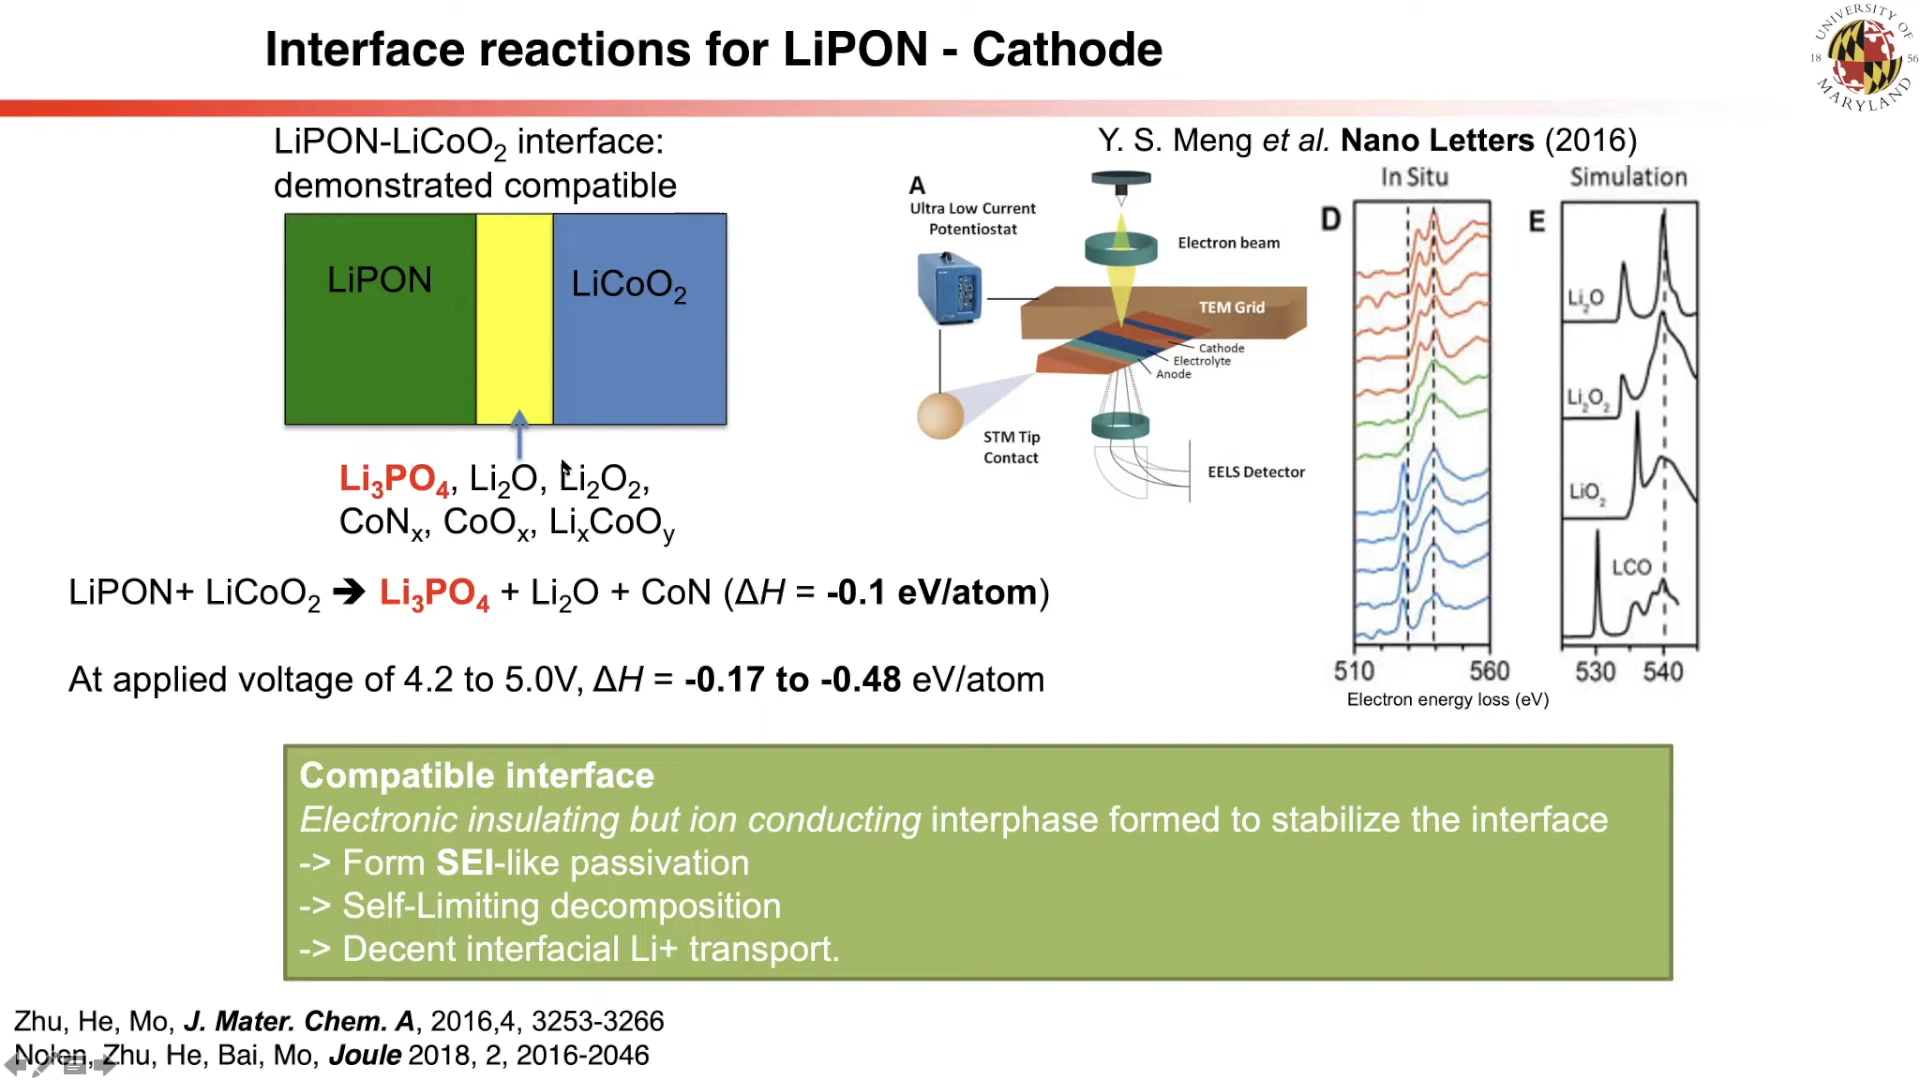 Interface reactions for LiPON - Cathode
UNIVERSITY OF
18 56
MARYLAND
LiPON-LiCoO₂ interface:
demonstrated compatible
LiPON
LiCoO₂
Li₃PO₄, Li₂O, Li₂O₂,
CoNₓ, CoOₓ, LiₓCoOᵧ
LiPON+ LiCoO₂ ➔ Li₃PO₄ + Li₂O + CoN (ΔH = -0.1 eV/atom)
At applied voltage of 4.2 to 5.0V, ΔH = -0.17 to -0.48 eV/atom
Y. S. Meng et al. Nano Letters (2016)
A
Ultra Low Current
Potentiostat
Electron beam
TEM Grid
Cathode
Electrolyte
Anode
STM Tip
Contact
EELS Detector
In Situ
D
510 560
Electron energy loss (eV)
Simulation
E
Li₂O
Li₂O₂
LiO₂
LCO
530 540
Compatible interface
Electronic insulating but ion conducting interphase formed to stabilize the interface
-> Form SEI-like passivation
-> Self-Limiting decomposition
-> Decent interfacial Li+ transport.
Zhu, He, Mo, J. Mater. Chem. A, 2016,4, 3253-3266
Nolen, Zhu, He, Bai, Mo, Joule 2018, 2, 2016-2046